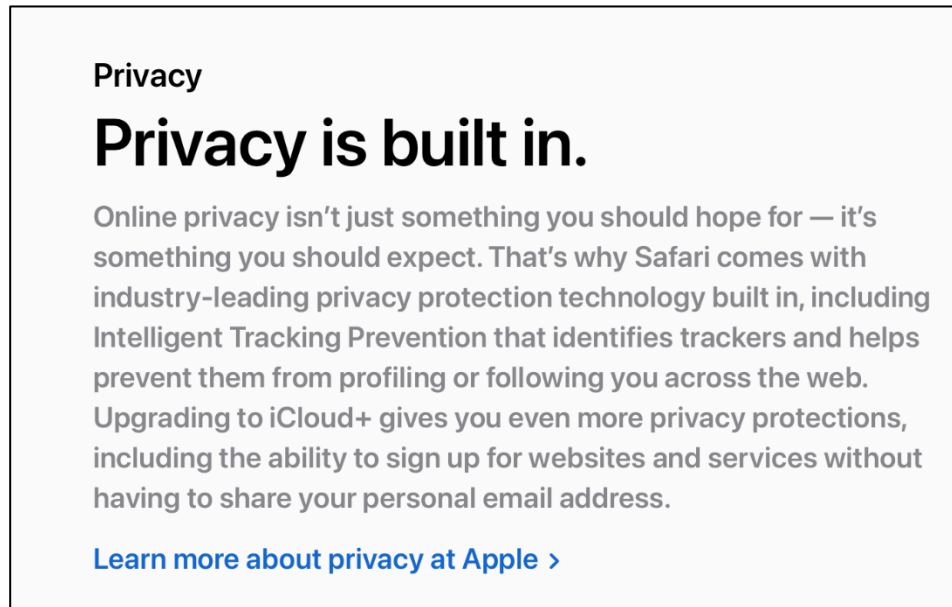 Privacy
Privacy is built in.
Online privacy isn’t just something you should hope for — it’s
something you should expect. That’s why Safari comes with
industry-leading privacy protection technology built in, including
Intelligent Tracking Prevention that identifies trackers and helps
prevent them from profiling or following you across the web.
Upgrading to iCloud+ gives you even more privacy protections,
including the ability to sign up for websites and services without
having to share your personal email address.
Learn more about privacy at Apple >